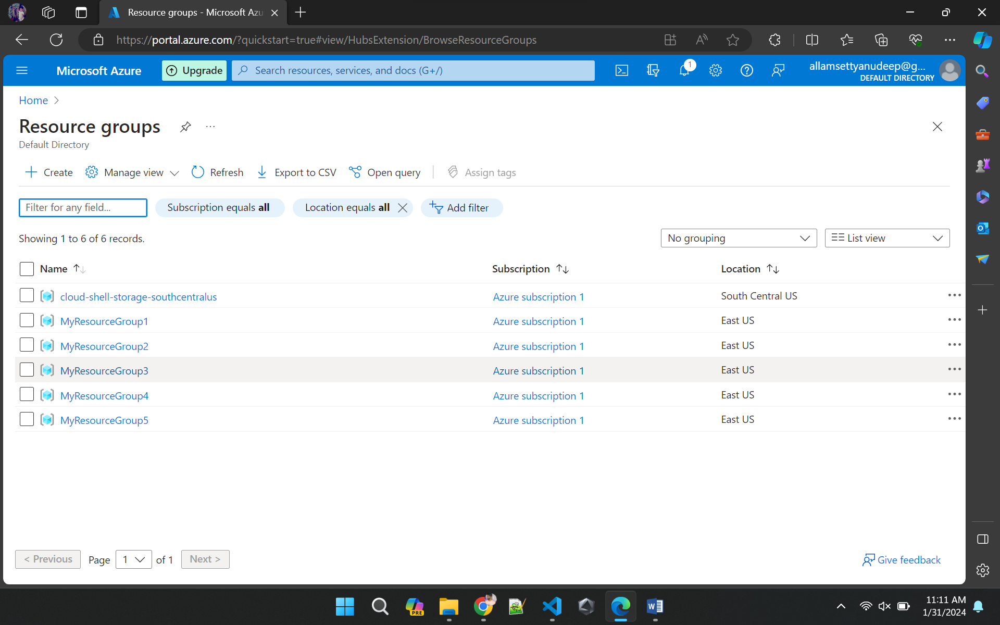 Resource groups - Microsoft Azu
https://portal.azure.com/?quickstart=true#view/HubsExtension/BrowseResourceGroups
Microsoft Azure
Upgrade
Search resources, services, and docs (G+/)
1
allamsettyanudeep@g...
DEFAULT DIRECTORY
Home
Resource groups
Default Directory
Create
Manage view
Refresh
Export to CSV
Open query
Assign tags
Filter for any field...
Subscription equals all
Location equals all
Add filter
Showing 1 to 6 of 6 records.
No grouping
List view
Name
Subscription
Location
cloud-shell-storage-southcentralus Azure subscription 1 South Central US
MyResourceGroup1 Azure subscription 1 East US
MyResourceGroup2 Azure subscription 1 East US
MyResourceGroup3 Azure subscription 1 East US
MyResourceGroup4 Azure subscription 1 East US
MyResourceGroup5 Azure subscription 1 East US
< Previous
Page 1 of 1
Next >
Give feedback
PRE
11:11 AM
1/31/2024